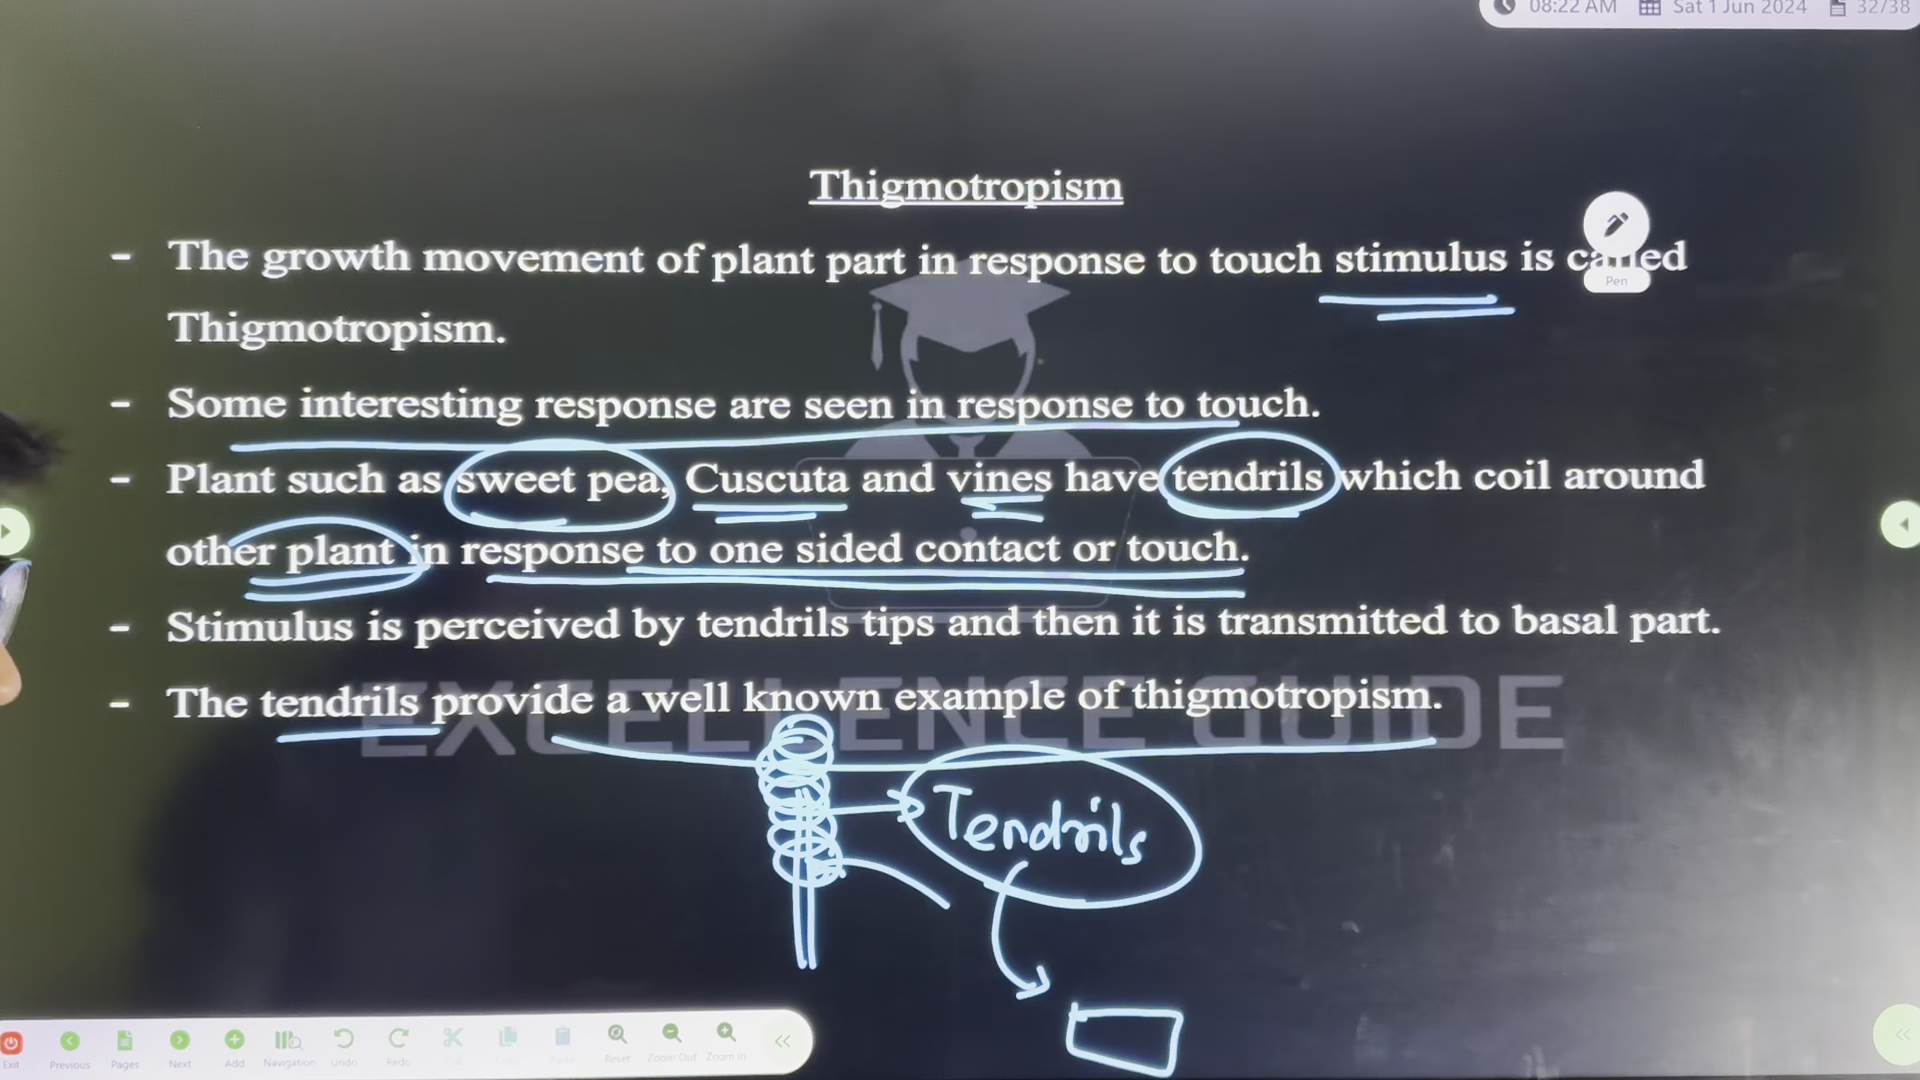 08:22 AM Sat 1 Jun 2024 32/38
Thigmotropism
- The growth movement of plant part in response to touch stimulus is called
Pen
Thigmotropism.
- Some interesting response are seen in response to touch.
- Plant such as sweet pea, Cuscuta and vines have tendrils which coil around
other plant in response to one sided contact or touch.
- Stimulus is perceived by tendrils tips and then it is transmitted to basal part.
- The tendrils provide a well known example of thigmotropism.
EXCELLENCE GUIDE
Tendrils
Exit Previous Pages Next Add Navigation Undo Redo Cut Copy Paste Reset Zoom Out Zoom In